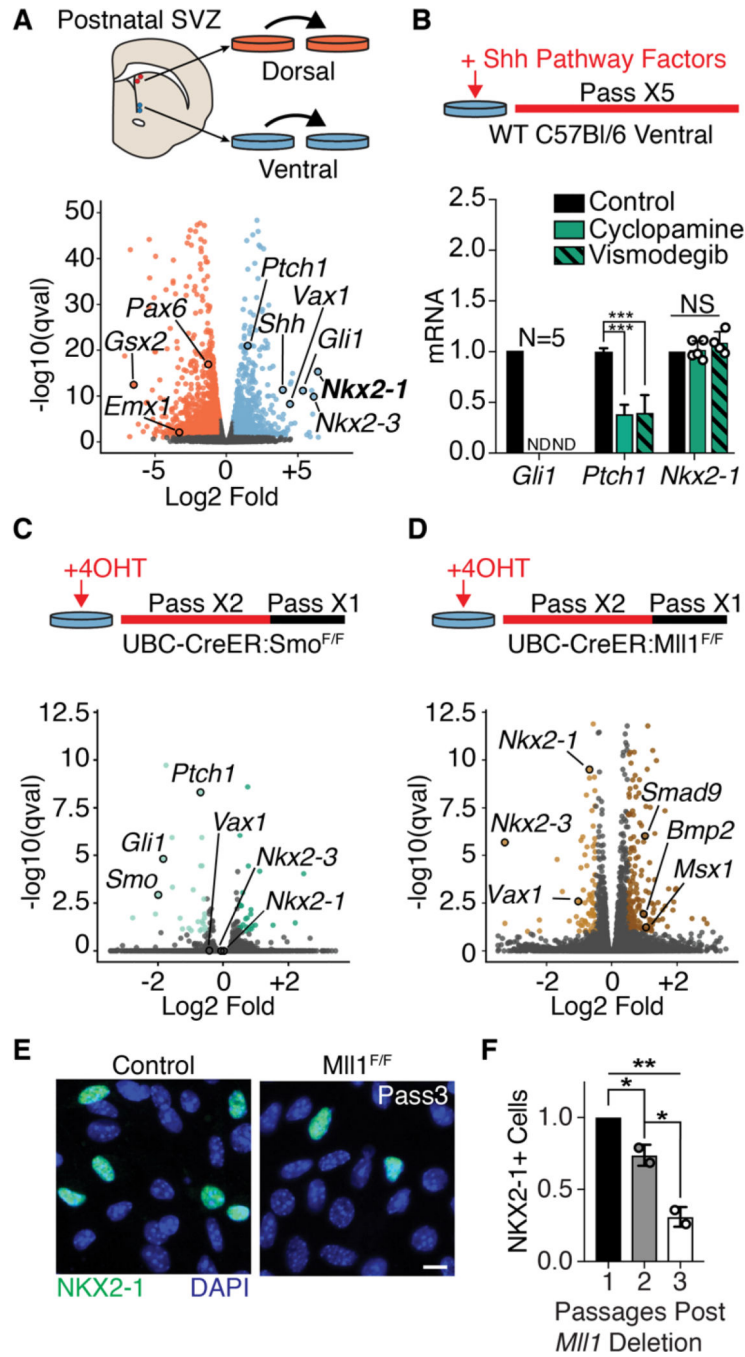 A
Postnatal SVZ
Dorsal
Ventral
50
40
30
20
10
0
-log10(qval)
Pax6
Gsx2
Emx1
Ptch1
Vax1
Shh
Gli1
Nkx2-1
Nkx2-3
-5 0 +5
Log2 Fold
B
+ Shh Pathway Factors
Pass X5
WT C57Bl/6 Ventral
2.5
2.0
1.5
1.0
0.5
0.0
mRNA
Control
Cyclopamine
Vismodegib
N=5
***
***
NS
NDND
Gli1 Ptch1 Nkx2-1
C
+4OHT
Pass X2 Pass X1
UBC-CreER:SmoF/F
12.5
10
7.5
5
2.5
0
-log10(qval)
Ptch1
Vax1
Gli1
Nkx2-3
Smo
Nkx2-1
-2 0 +2
Log2 Fold
D
+4OHT
Pass X2 Pass X1
UBC-CreER:Mll1F/F
12.5
10
7.5
5
2.5
0
-log10(qval)
Nkx2-1
Smad9
Nkx2-3
Bmp2
Vax1
Msx1
-2 0 +2
Log2 Fold
E
Control Mll1F/F
Pass3
NKX2-1 DAPI
F
**
*
*
1.0
0.5
0.0
NKX2-1+ Cells
1 2 3
Passages Post
Mll1 Deletion